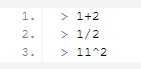 1. > 1+2
2. > 1/2
3. > 11^2